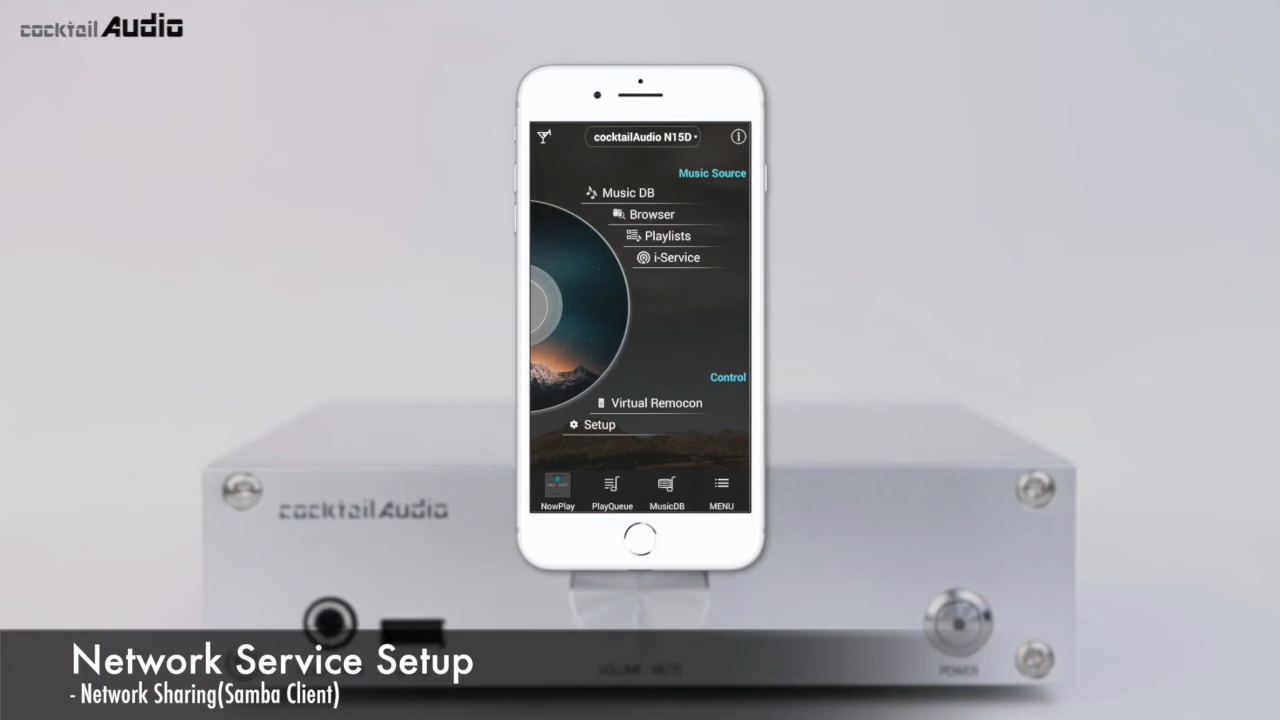 cocktail Audio
cocktailAudio N15D
Music Source
Music DB
Browser
Playlists
i-Service
Control
Virtual Remocon
Setup
NowPlay
PlayQueue
MusicDB
MENU
cocktail Audio
VOLUME / MUTE
POWER
Network Service Setup
- Network Sharing(Samba Client)